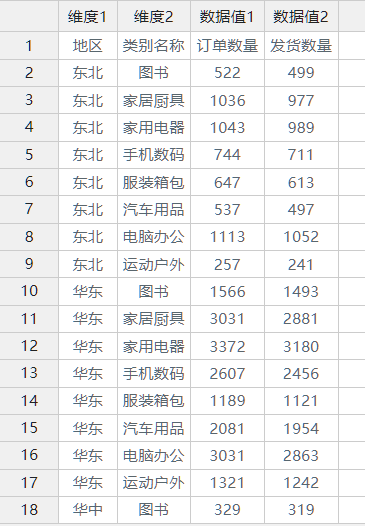 维度1 维度2 数据值1 数据值2
1 地区 类别名称 订单数量 发货数量
2 东北 图书 522 499
3 东北 家居厨具 1036 977
4 东北 家用电器 1043 989
5 东北 手机数码 744 711
6 东北 服装箱包 647 613
7 东北 汽车用品 537 497
8 东北 电脑办公 1113 1052
9 东北 运动户外 257 241
10 华东 图书 1566 1493
11 华东 家居厨具 3031 2881
12 华东 家用电器 3372 3180
13 华东 手机数码 2607 2456
14 华东 服装箱包 1189 1121
15 华东 汽车用品 2081 1954
16 华东 电脑办公 3031 2863
17 华东 运动户外 1321 1242
18 华中 图书 329 319